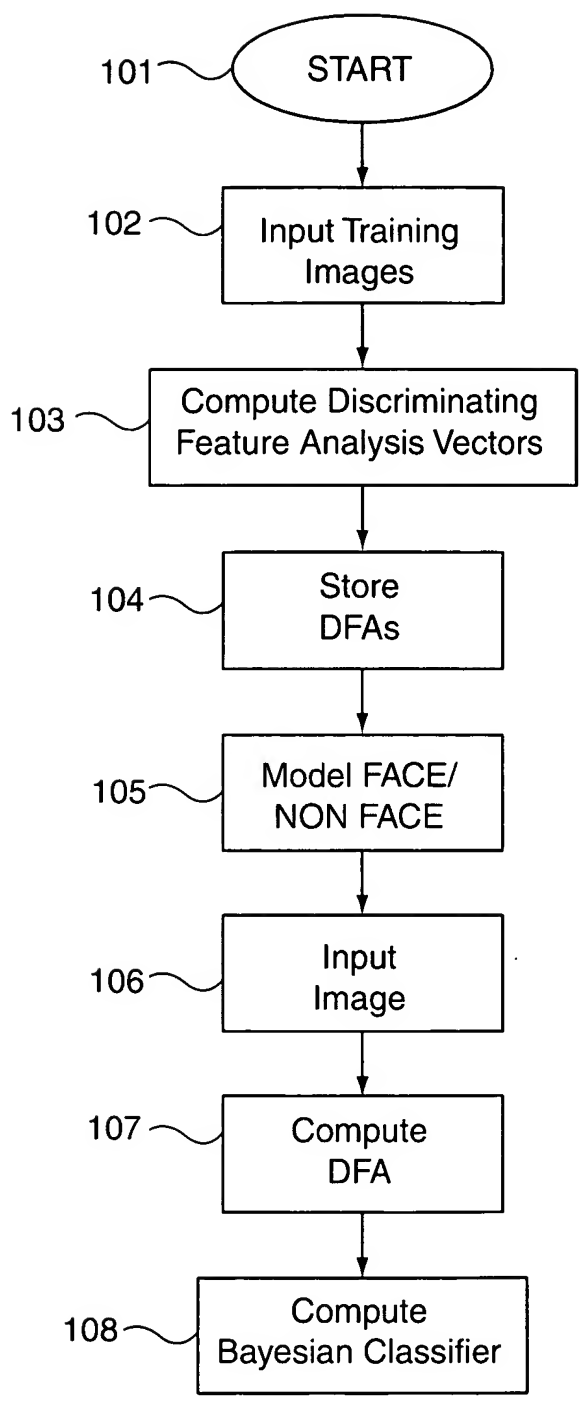 101
START
102
Input Training
Images
103
Compute Discriminating
Feature Analysis Vectors
104
Store
DFAs
105
Model FACE/
NON FACE
106
Input
Image
107
Compute
DFA
108
Compute
Bayesian Classifier